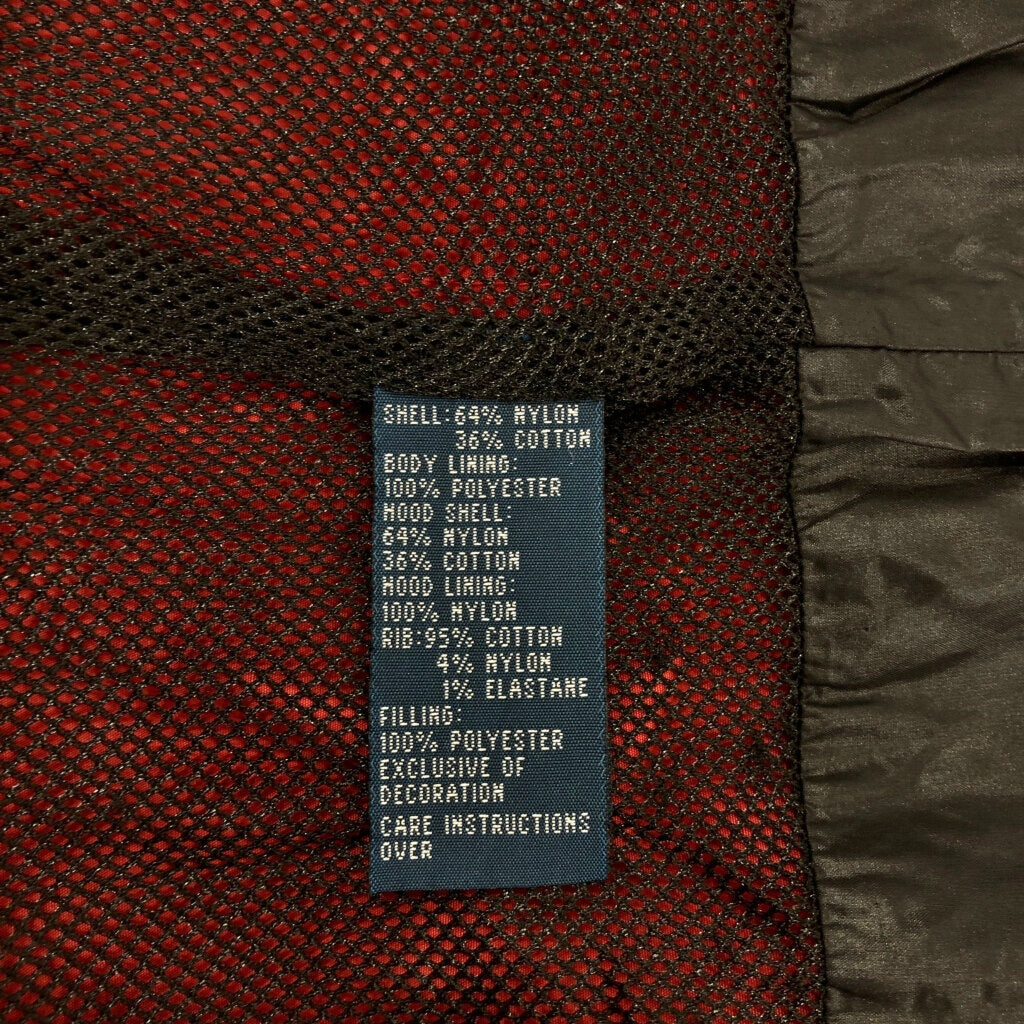 SHELL: 64% NYLON
36% COTTON
BODY LINING:
100% POLYESTER
HOOD SHELL:
64% NYLON
36% COTTON
HOOD LINING:
100% NYLON
RIB: 95% COTTON
4% NYLON
1% ELASTANE
FILLING:
100% POLYESTER
EXCLUSIVE OF
DECORATION
CARE INSTRUCTIONS
OVER